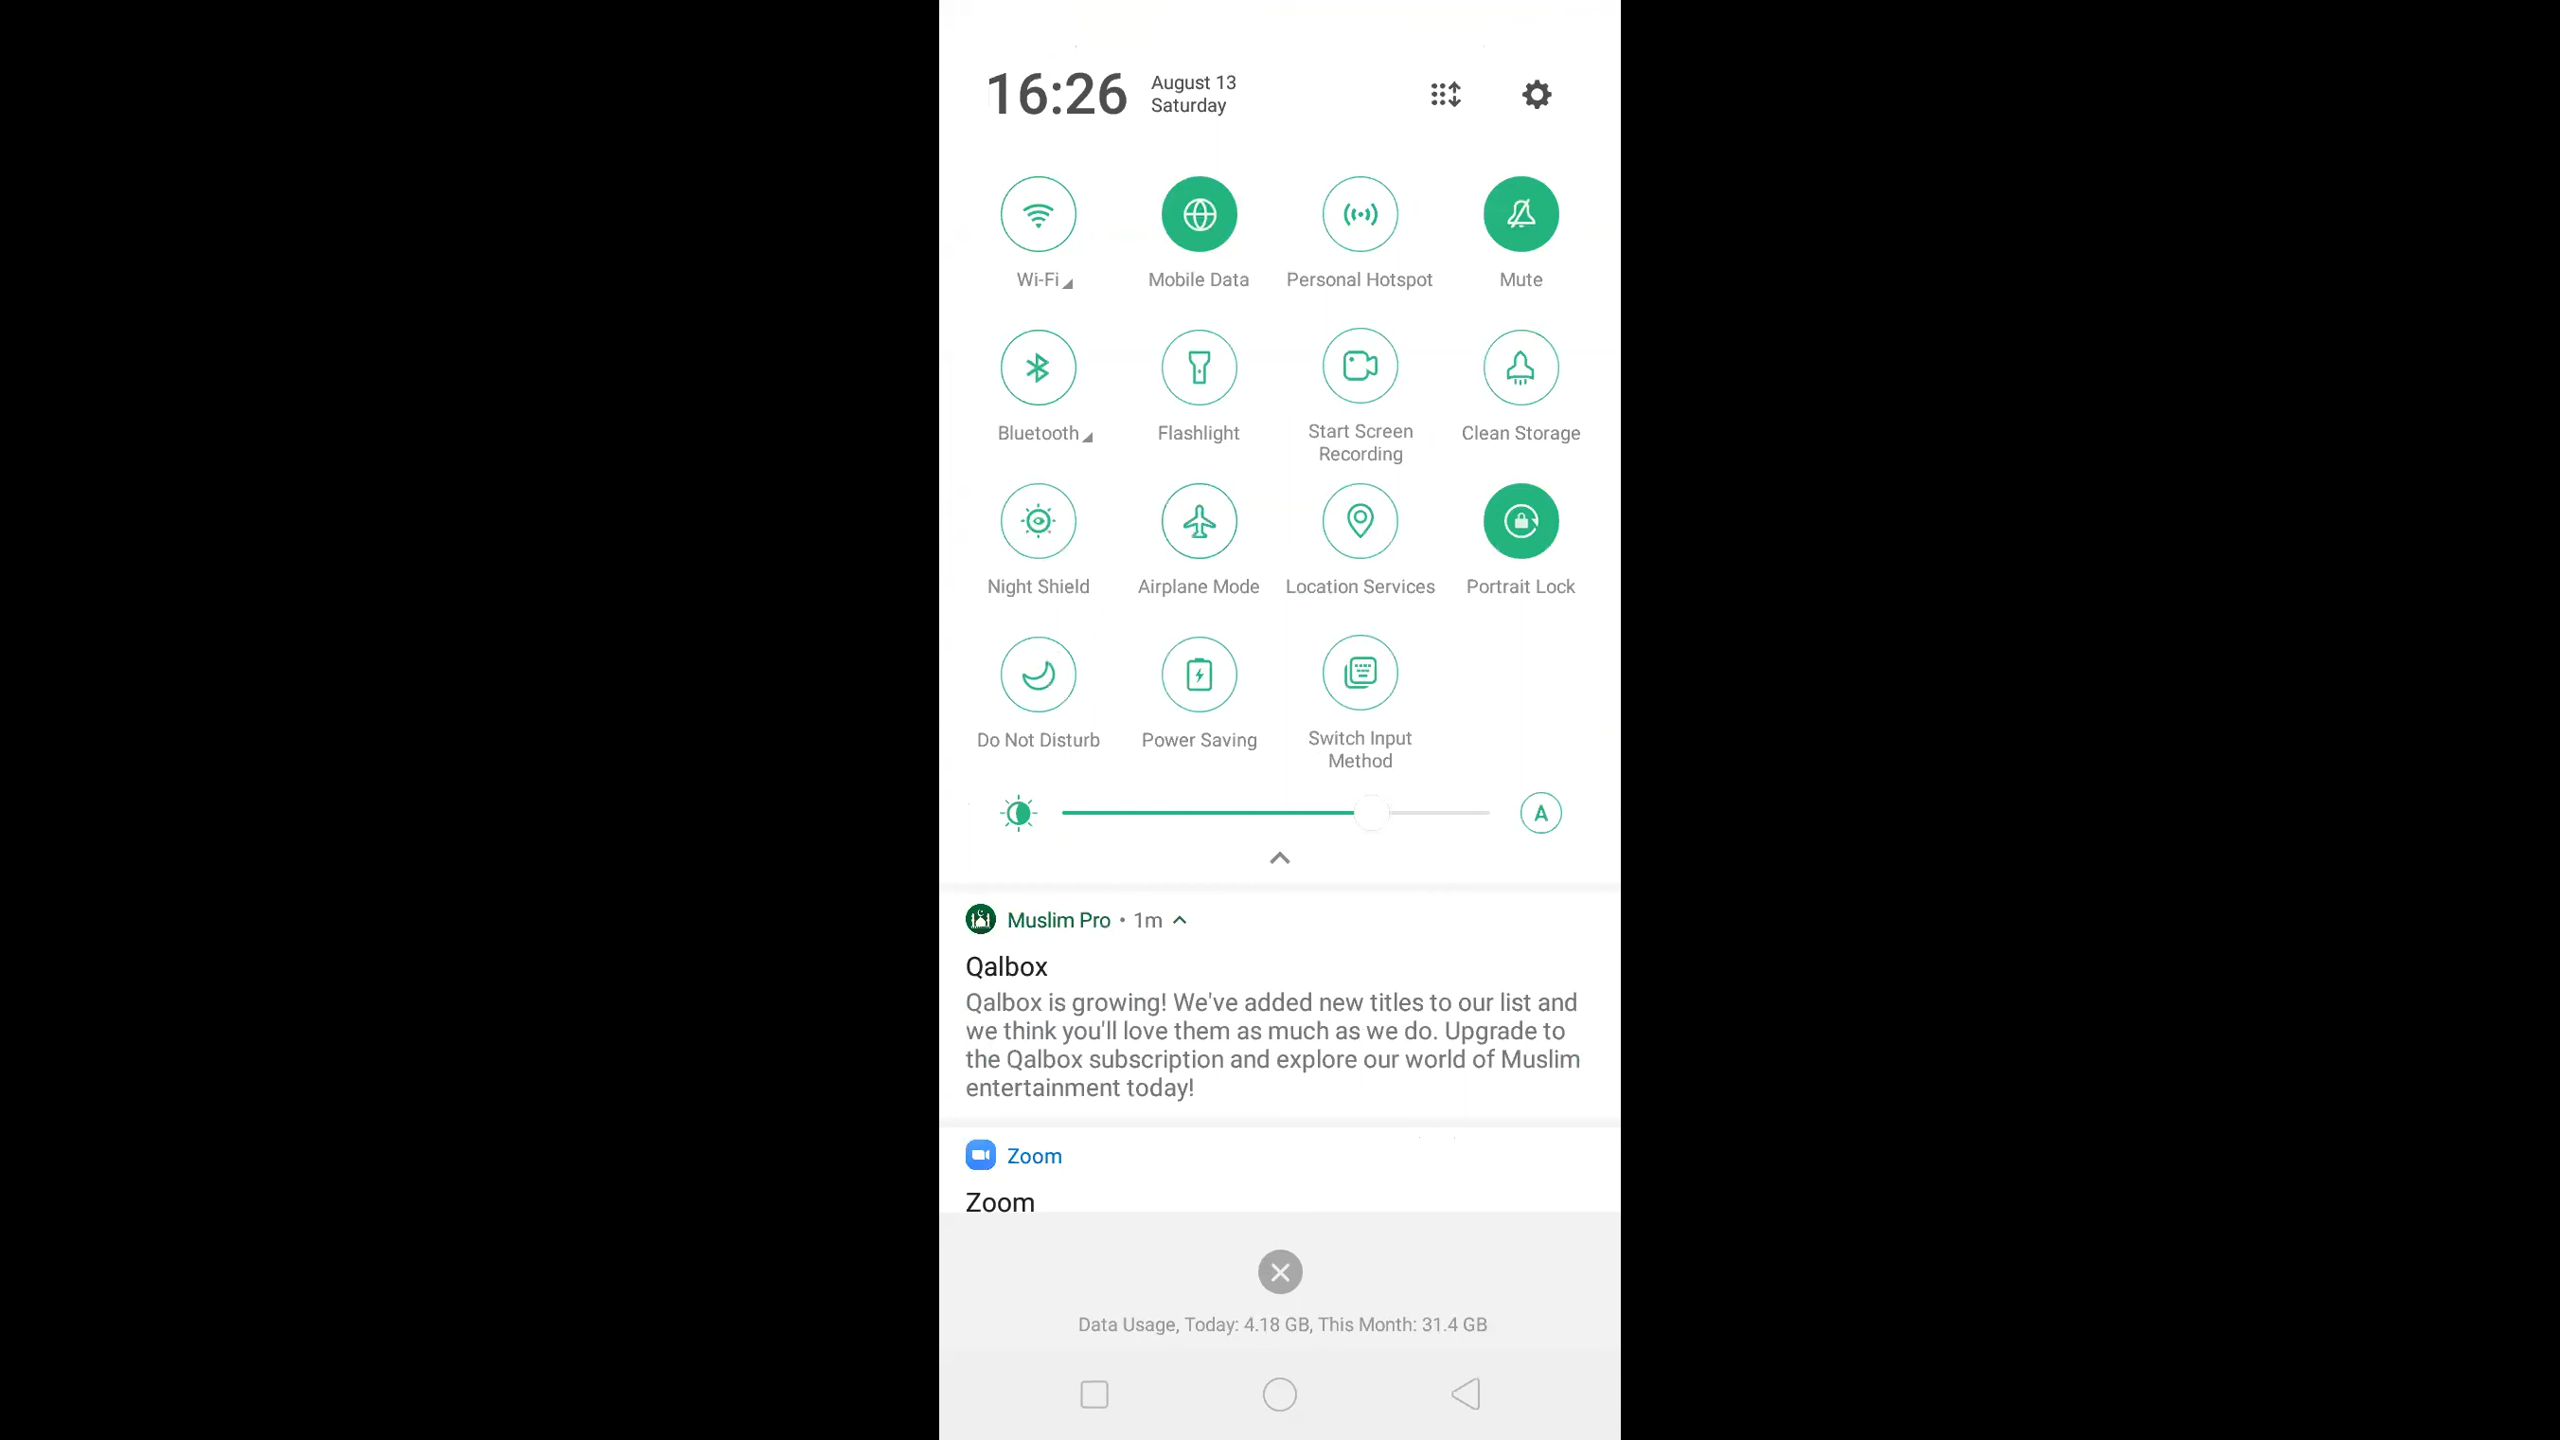 16:26
August 13
Saturday
Wi-Fi
Mobile Data
Personal Hotspot
Mute
Bluetooth
Flashlight
Start Screen
Recording
Clean Storage
Night Shield
Airplane Mode
Location Services
Portrait Lock
Do Not Disturb
Power Saving
Switch Input
Method
A
Muslim Pro • 1m
Qalbox
Qalbox is growing! We've added new titles to our list and
we think you'll love them as much as we do. Upgrade to
the Qalbox subscription and explore our world of Muslim
entertainment today!
Zoom
Zoom
Data Usage, Today: 4.18 GB, This Month: 31.4 GB